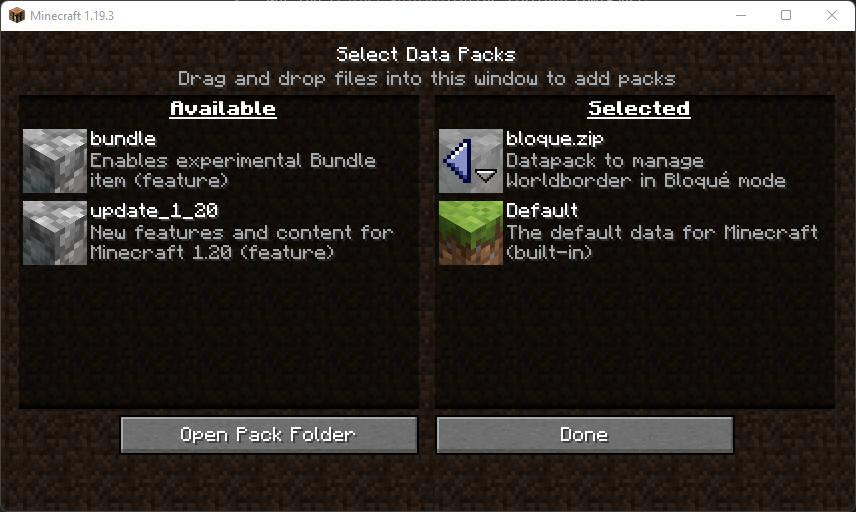 Minecraft 1.19.3
Select Data Packs
Drag and drop files into this window to add packs
Available
bundle
Enables experimental Bundle
item (feature)
update_1_20
New features and content for
Minecraft 1.20 (feature)
Selected
bloque.zip
Datapack to manage
Worldborder in Bloqué mode
Default
The default data for Minecraft
(built-in)
Open Pack Folder
Done